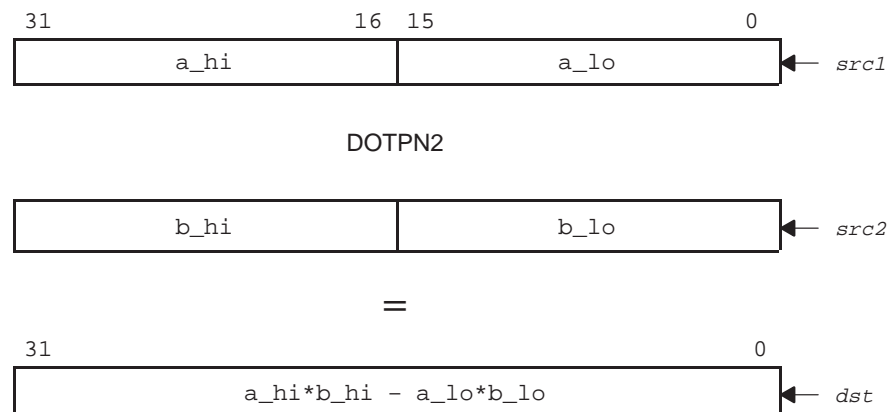 31 16 15 0
a_hi a_lo src1
DOTPN2
b_hi b_lo src2
=
31 0
a_hi*b_hi – a_lo*b_lo dst